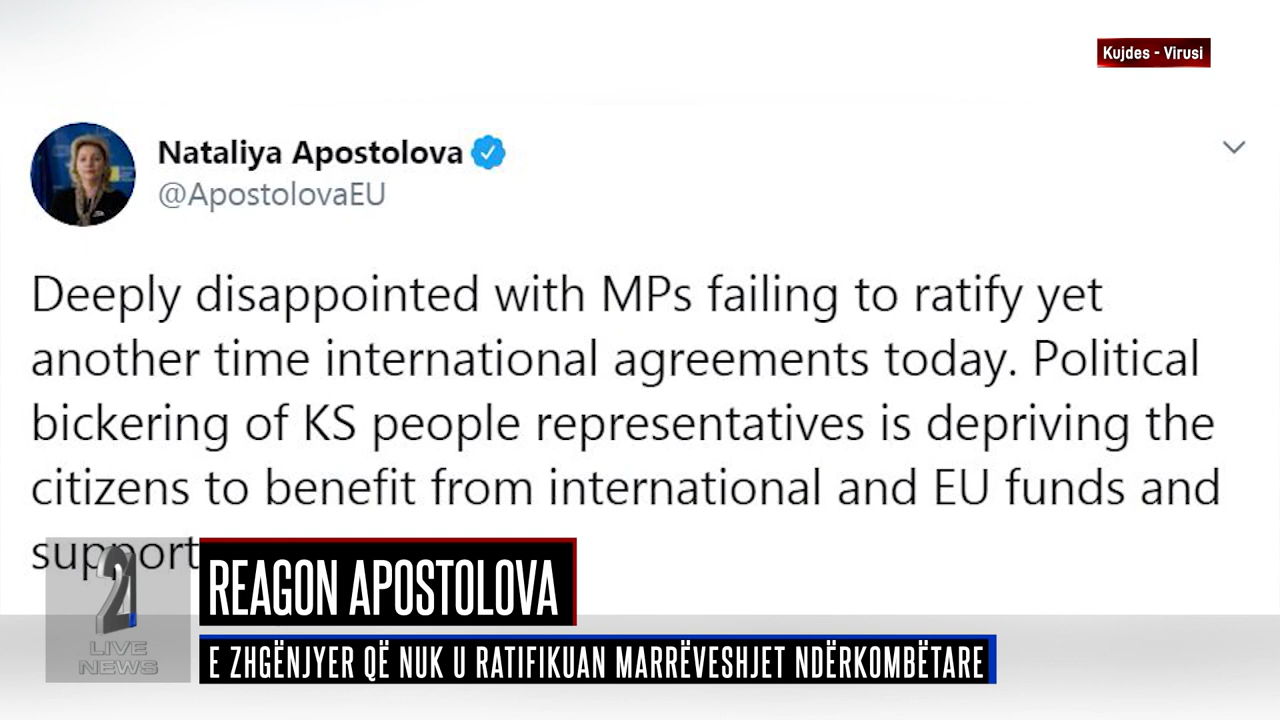 Kujdes - Virusi
Nataliya Apostolova
@ApostolovaEU
Deeply disappointed with MPs failing to ratify yet
another time international agreements today. Political
bickering of KS people representatives is depriving the
citizens to benefit from international and EU funds and
support
21
LIVE
NEWS
REAGON APOSTOLOVA
E ZHGËNJYER QË NUK U RATIFIKUAN MARRËVESHJET NDËRKOMBËTARE